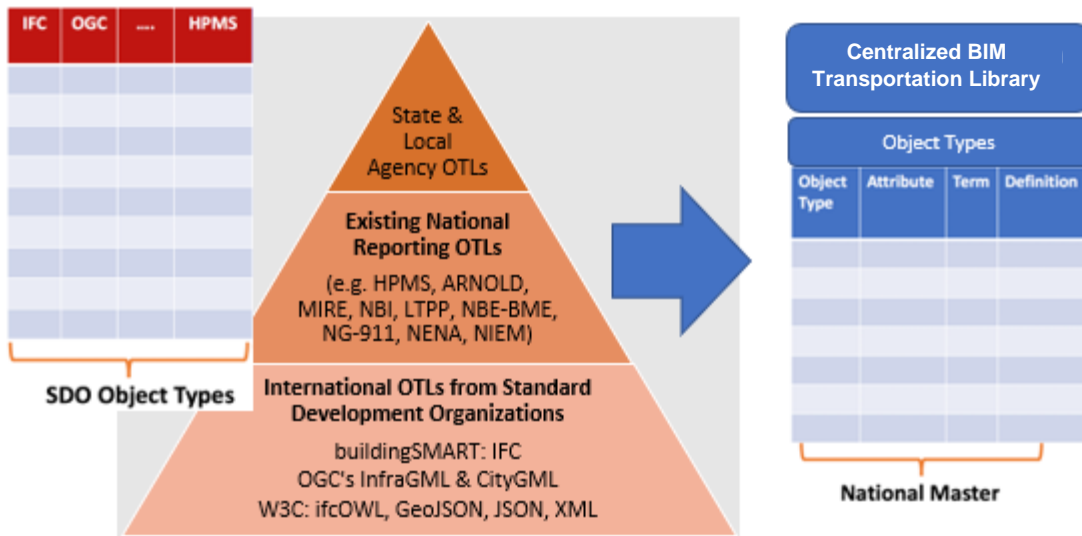 IFC OGC .... HPMS
SDO Object Types
State &
Local
Agency OTLs
Existing National
Reporting OTLs
(e.g. HPMS, ARNOLD,
MIRE, NBI, LTPP, NBE-BME,
NG-911, NENA, NIEM)
International OTLs from Standard
Development Organizations
buildingSMART: IFC
OGC's InfraGML & CityGML
W3C: ifcOWL, GeoJSON, JSON, XML
Centralized BIM
Transportation Library
Object Types
Object Type Attribute Term Definition
National Master